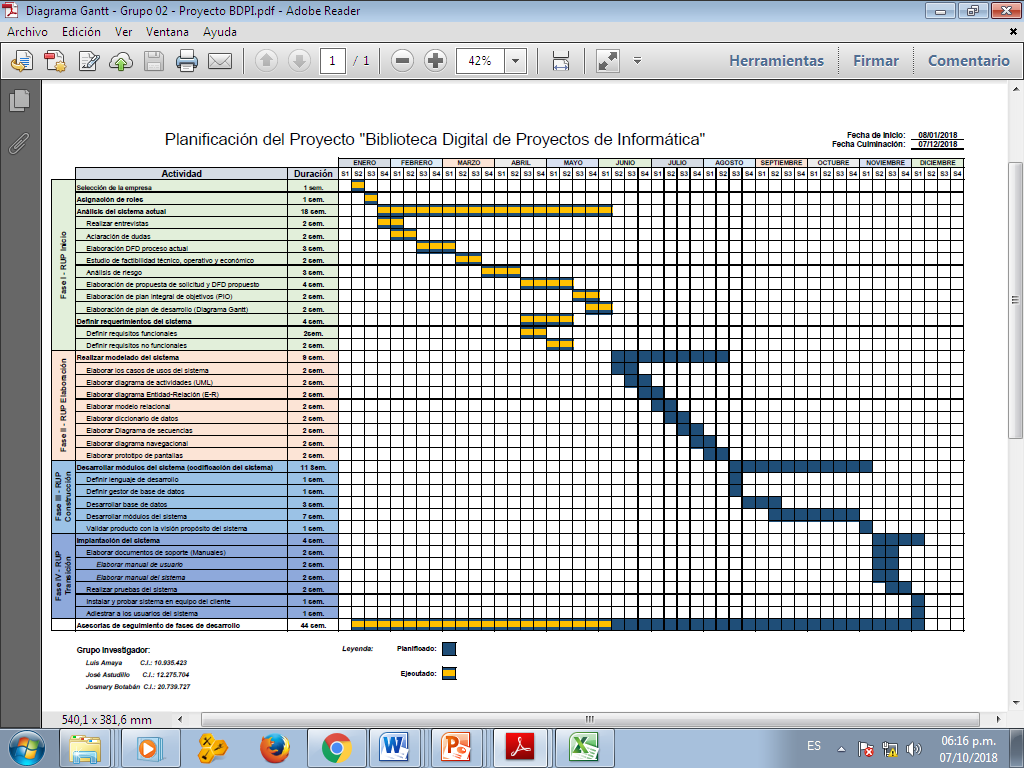 Diagrama Gantt - Grupo 02 - Proyecto BDPI.pdf - Adobe Reader
Archivo Edición Ver Ventana Ayuda
1 / 1 42% Herramientas Firmar Comentario
Planificación del Proyecto "Biblioteca Digital de Proyectos de Informática"
Fecha de Inicio: 08/01/2018
Fecha Culminación: 07/12/2018
ENERO FEBRERO MARZO ABRIL MAYO JUNIO JULIO AGOSTO SEPTIEMBRE OCTUBRE NOVIEMBRE DICIEMBRE
Actividad Duración S1 S2 S3 S4 S1 S2 S3 S4 S1 S2 S3 S4 S1 S2 S3 S4 S1 S2 S3 S4 S1 S2 S3 S4 S1 S2 S3 S4 S1 S2 S3 S4 S1 S2 S3 S4 S1 S2 S3 S4 S1 S2 S3 S4 S1 S2 S3 S4
Fase I - RUP Inicio
Selección de la empresa 1 sem.
Asignación de roles 1 sem.
Análisis del sistema actual 18 sem.
Realizar entrevistas 2 sem.
Aclaración de dudas 2 sem.
Elaboración DFD proceso actual 3 sem.
Estudio de factibilidad técnico, operativo y económico 2 sem.
Análisis de riesgo 3 sem.
Elaboración de propuesta de solicitud y DFD propuesto 4 sem.
Elaboración de plan integral de objetivos (PIO) 2 sem.
Elaboración de plan de desarrollo (Diagrama Gantt) 2 sem.
Definir requerimientos del sistema 4 sem.
Definir requisitos funcionales 2sem.
Definir requisitos no funcionales 2 sem.
Fase II - RUP Elaboración
Realizar modelado del sistema 9 sem.
Elaborar los casos de usos del sistema 2 sem.
Elaborar diagrama de actividades (UML) 2 sem.
Elaborar diagrama Entidad-Relación (E-R) 2 sem.
Elaborar modelo relacional 2 sem.
Elaborar diccionario de datos 2 sem.
Elaborar Diagrama de secuencias 2 sem.
Elaborar diagrama navegacional 2 sem.
Elaborar prototipo de pantallas 2 sem.
Fase III - RUP
Construcción
Desarrollar módulos del sistema (codificación del sistema) 11 Sem.
Definir lenguaje de desarrollo 1 sem.
Definir gestor de base de datos 1 sem.
Desarrollar base de datos 3 sem.
Desarrollar módulos del sistema 7 sem.
Validar producto con la visión propósito del sistema 1 sem.
Fase IV - RUP
Transición
Implantación del sistema 4 sem.
Elaborar documentos de soporte (Manuales) 2 sem.
Elaborar manual de usuario 2 sem.
Elaborar manual del sistema 2 sem.
Realizar pruebas del sistema 2 sem.
Instalar y probar sistema en equipo del cliente 1 sem.
Adiestrar a los usuarios del sistema 1 sem.
Asesorías de seguimiento de fases de desarrollo 44 sem.
Grupo Investigador: Leyenda: Planificado:
Luis Amaya C.I.: 10.935.423
José Astudillo C.I.: 12.275.704 Ejecutado:
Josmary Botabán C.I.: 20.739.727
540,1 x 381,6 mm
ES 06:16 p.m.
07/10/2018